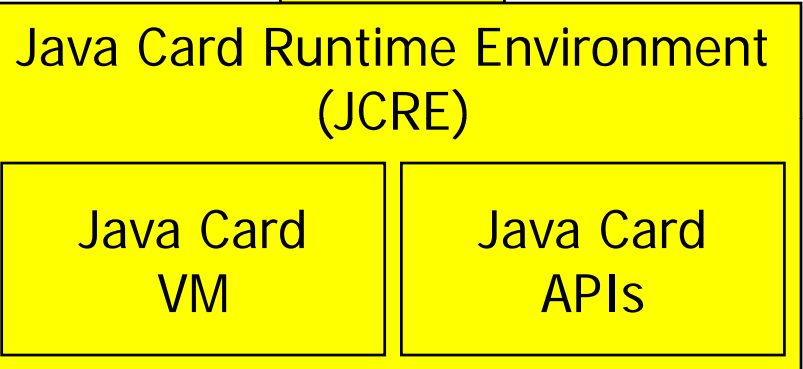 Java Card Runtime Environment
(JCRE)
Java Card
VM
Java Card
APIs